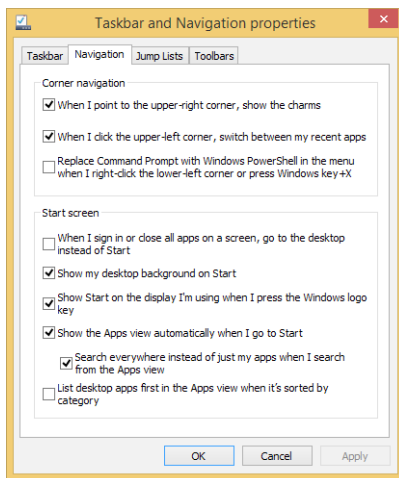 Taskbar and Navigation properties
Taskbar Navigation Jump Lists Toolbars
Corner navigation
When I point to the upper-right corner, show the charms
When I click the upper-left corner, switch between my recent apps
Replace Command Prompt with Windows PowerShell in the menu
when I right-click the lower-left corner or press Windows key+X
Start screen
When I sign in or close all apps on a screen, go to the desktop
instead of Start
Show my desktop background on Start
Show Start on the display I'm using when I press the Windows logo
key
Show the Apps view automatically when I go to Start
Search everywhere instead of just my apps when I search
from the Apps view
List desktop apps first in the Apps view when it's sorted by
category
OK Cancel Apply